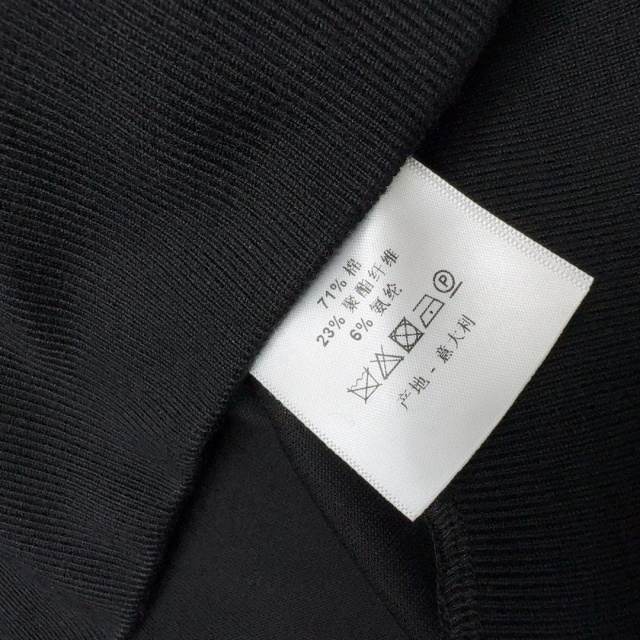 71% 棉
23% 聚酯纤维
6% 氨纶
产地 - 意大利